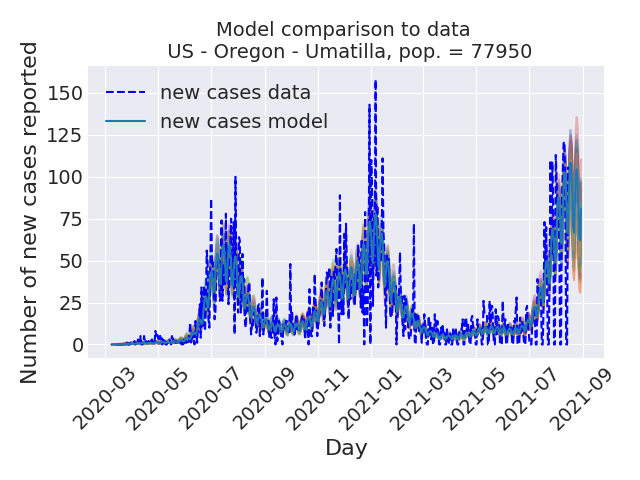 Model comparison to data
US - Oregon - Umatilla, pop. = 77950
Number of new cases reported
150
125
100
75
50
25
0
new cases data
new cases model
2020-03
2020-05
2020-07
2020-09
2020-11
2021-01
2021-03
2021-05
2021-07
2021-09
Day